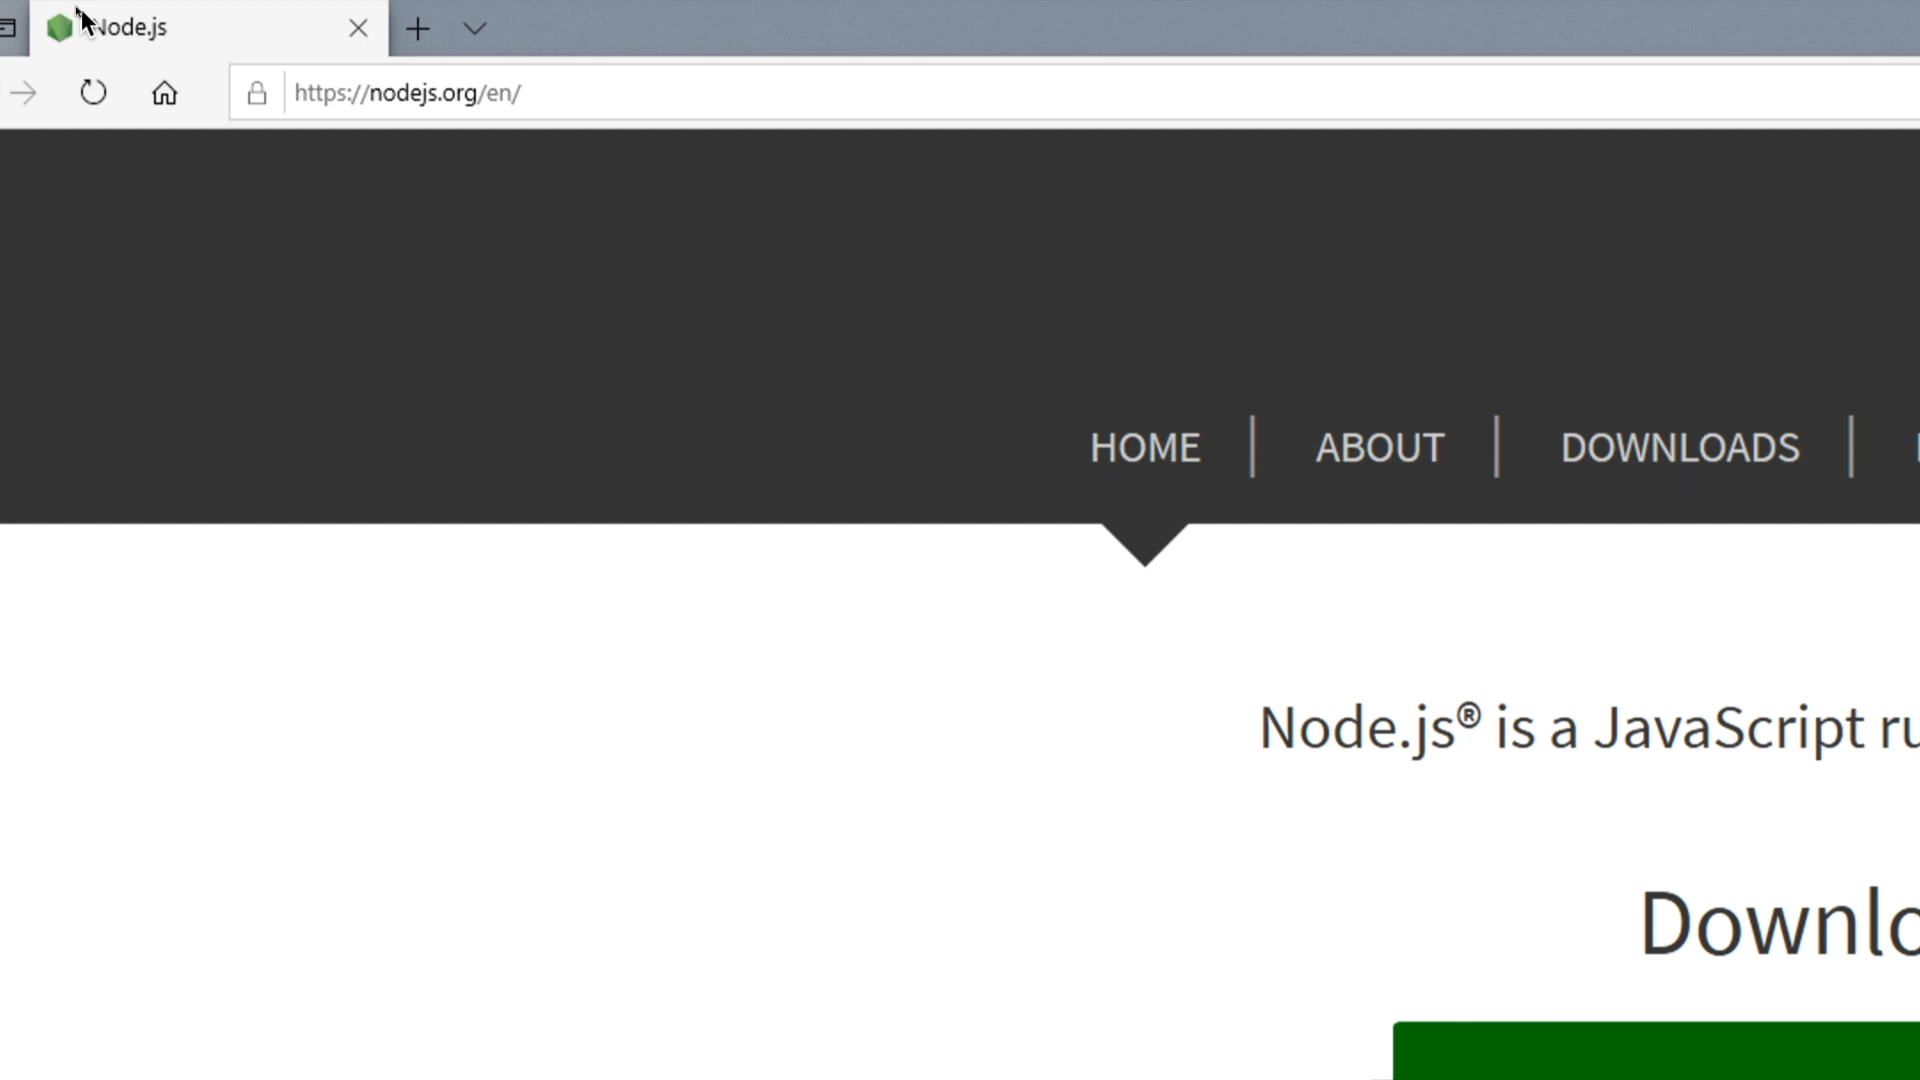 Node.js
https://nodejs.org/en/
HOME | ABOUT | DOWNLOADS |
Node.js® is a JavaScript ru
Downlo